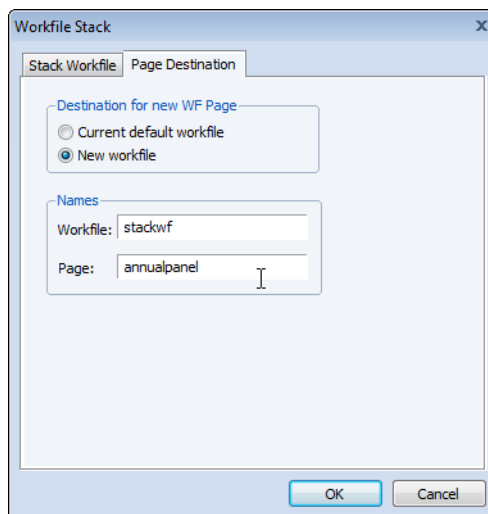 Workfile Stack
X
Stack Workfile Page Destination
Destination for new WF Page
Current default workfile
New workfile
Names
Workfile: stackwf
Page: annualpanel
OK Cancel